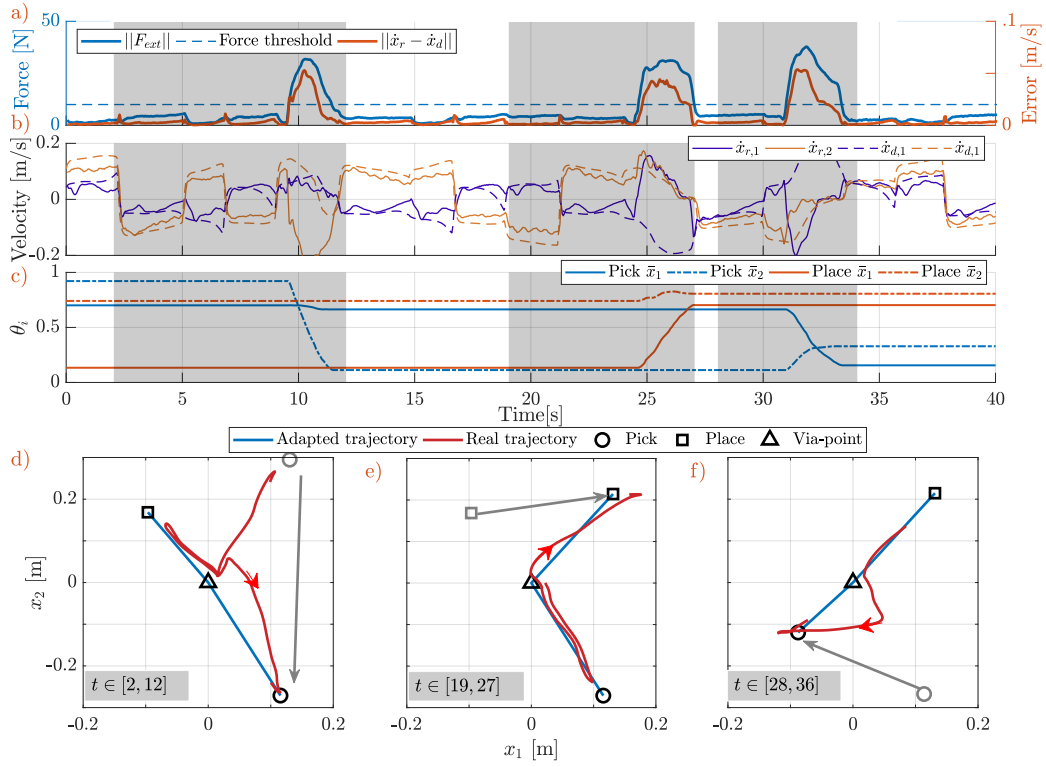 a)
50
.1
||F_ext||
Force threshold
||ẋ_r − ẋ_d||
Force [N]
Error [m/s]
0
0
b)
0.2
ẋ_r,1
ẋ_r,2
ẋ_d,1
ẋ_d,1
Velocity [m/s]
0
-0.2
c)
1
Pick x̄_1
Pick x̄_2
Place x̄_1
Place x̄_2
θ_i
0.5
0
0 5 10 15 20 25 30 35 40
Time[s]
Adapted trajectory
Real trajectory
Pick
Place
Via-point
d)
e)
f)
x_2 [m]
0.2
0
-0.2
t ∈ [2, 12]
t ∈ [19, 27]
t ∈ [28, 36]
-0.2 0 0.2
-0.2 0 0.2
-0.2 0 0.2
x_1 [m]